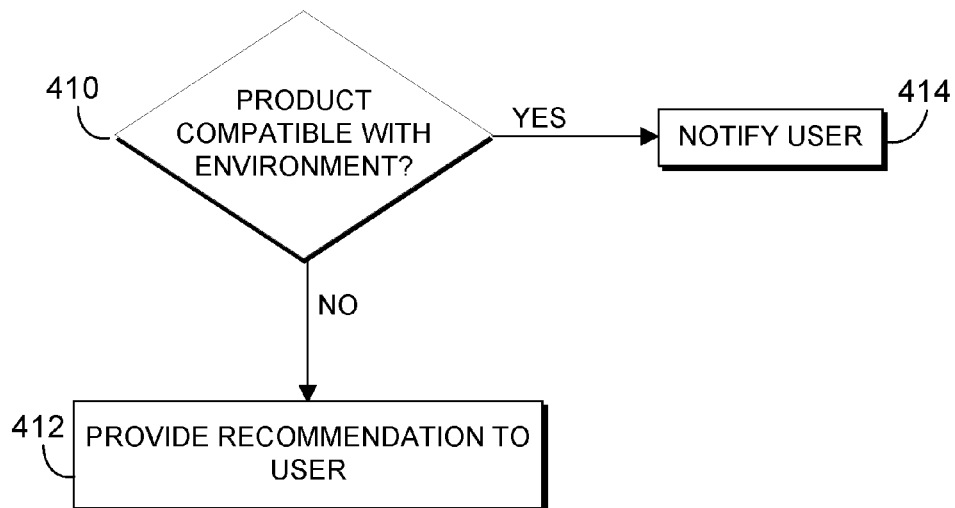 410
PRODUCT
COMPATIBLE WITH
ENVIRONMENT?
YES
NOTIFY USER
414
NO
412
PROVIDE RECOMMENDATION TO
USER